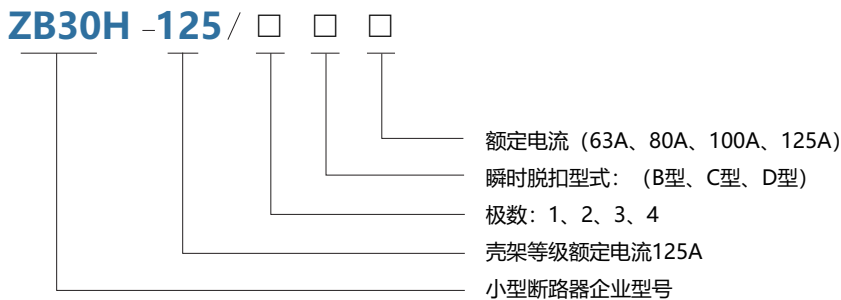 ZB30H-125/□ □ □
额定电流（63A、80A、100A、125A）
瞬时脱扣型式：（B型、C型、D型）
极数：1、2、3、4
壳架等级额定电流125A
小型断路器企业型号